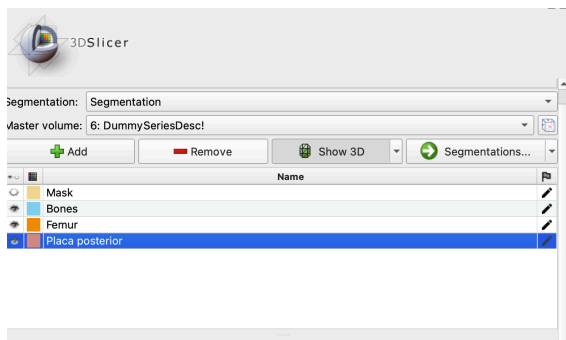 3DSlicer
Segmentation: Segmentation
Master volume: 6: DummySeriesDesc!
Add Remove Show 3D Segmentations...
Name
Mask
Bones
Femur
Placa posterior